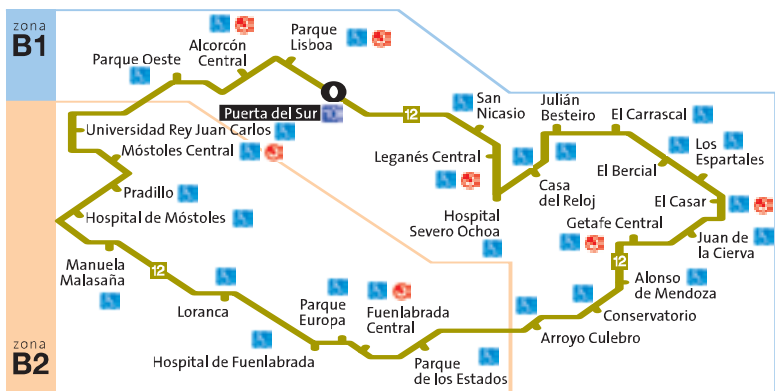 zona
B1
Parque Oeste
Alcorcón
Central
Parque
Lisboa
Puerta del Sur
10
12
San
Nicasio
Julián
Besteiro
El Carrascal
Los
Espartales
Universidad Rey Juan Carlos
Móstoles Central
Leganés Central
El Bercial
Casa
del Reloj
El Casar
Pradillo
Hospital de Móstoles
Hospital
Severo Ochoa
Getafe Central
Juan de
la Cierva
12
Manuela
Malasaña
12
Alonso
de Mendoza
Loranca
Parque
Europa
Fuenlabrada
Central
Conservatorio
Arroyo Culebro
zona
B2
Hospital de Fuenlabrada
Parque
de los Estados